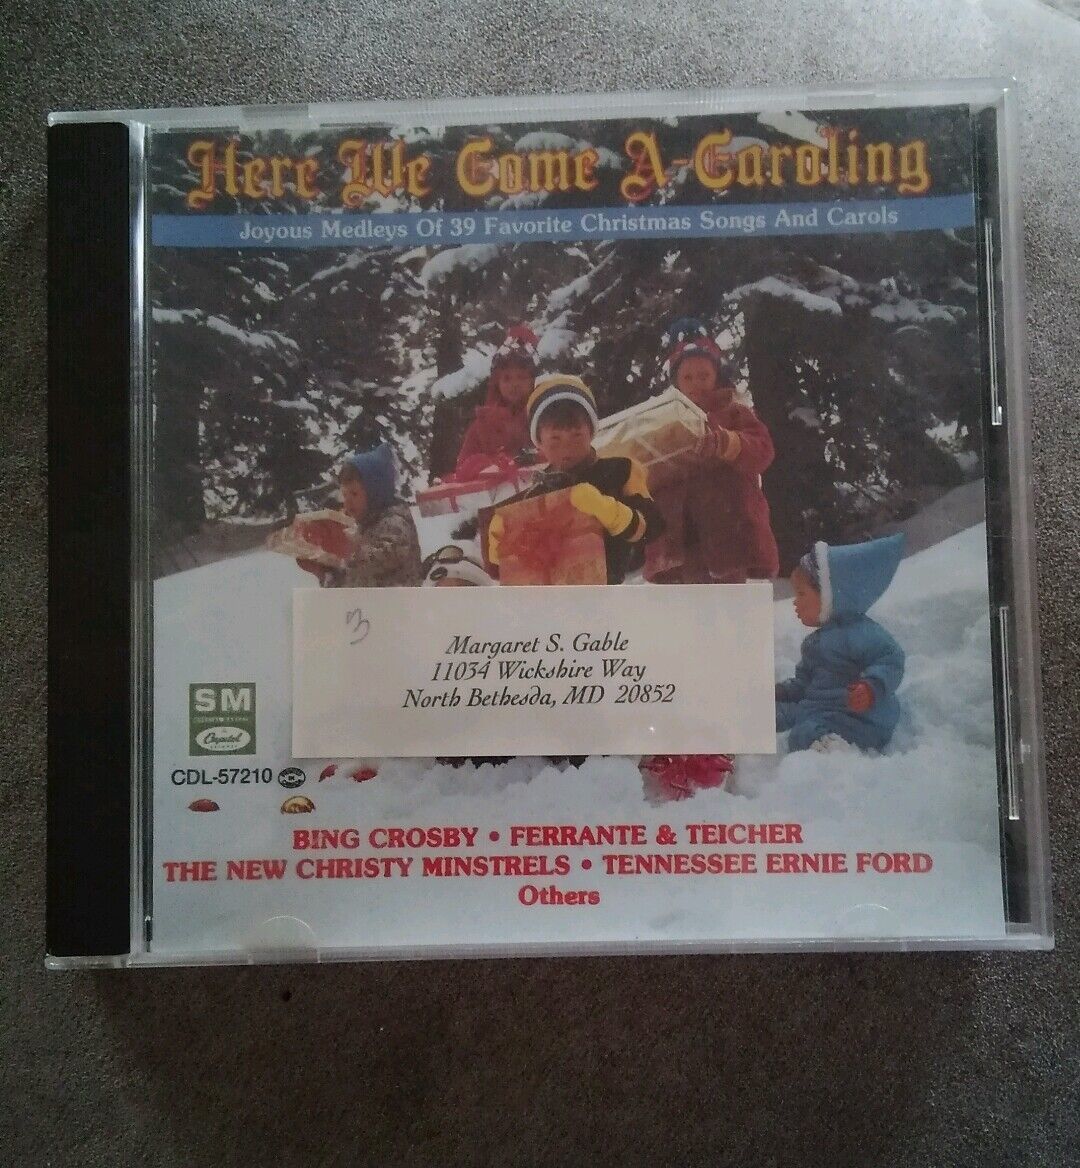 Here We Come A-Caroling
Joyous Medleys Of 39 Favorite Christmas Songs And Carols
Margaret S. Gable
11034 Wickshire Way
North Bethesda, MD 20852
SM
Capitol
CDL-57210
BING CROSBY • FERRANTE & TEICHER
THE NEW CHRISTY MINSTRELS • TENNESSEE ERNIE FORD
Others